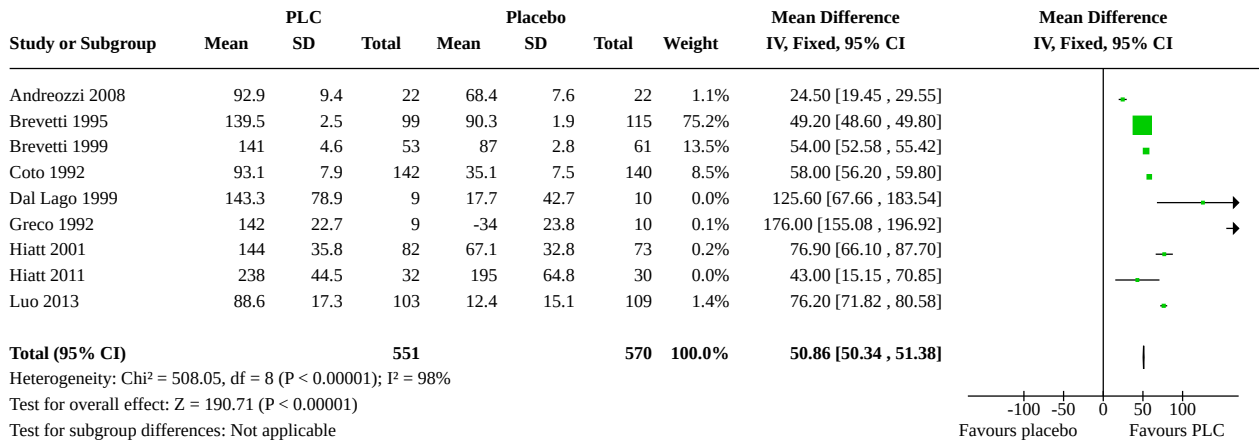 PLC Placebo Mean Difference Mean Difference
Study or Subgroup Mean SD Total Mean SD Total Weight IV, Fixed, 95% CI IV, Fixed, 95% CI
Andreozzi 2008 92.9 9.4 22 68.4 7.6 22 1.1% 24.50 [19.45 , 29.55]
Brevetti 1995 139.5 2.5 99 90.3 1.9 115 75.2% 49.20 [48.60 , 49.80]
Brevetti 1999 141 4.6 53 87 2.8 61 13.5% 54.00 [52.58 , 55.42]
Coto 1992 93.1 7.9 142 35.1 7.5 140 8.5% 58.00 [56.20 , 59.80]
Dal Lago 1999 143.3 78.9 9 17.7 42.7 10 0.0% 125.60 [67.66 , 183.54]
Greco 1992 142 22.7 9 -34 23.8 10 0.1% 176.00 [155.08 , 196.92]
Hiatt 2001 144 35.8 82 67.1 32.8 73 0.2% 76.90 [66.10 , 87.70]
Hiatt 2011 238 44.5 32 195 64.8 30 0.0% 43.00 [15.15 , 70.85]
Luo 2013 88.6 17.3 103 12.4 15.1 109 1.4% 76.20 [71.82 , 80.58]
Total (95% CI) 551 570 100.0% 50.86 [50.34 , 51.38]
Heterogeneity: Chi² = 508.05, df = 8 (P < 0.00001); I² = 98%
Test for overall effect: Z = 190.71 (P < 0.00001)
-100 -50 0 50 100
Test for subgroup differences: Not applicable
Favours placebo Favours PLC